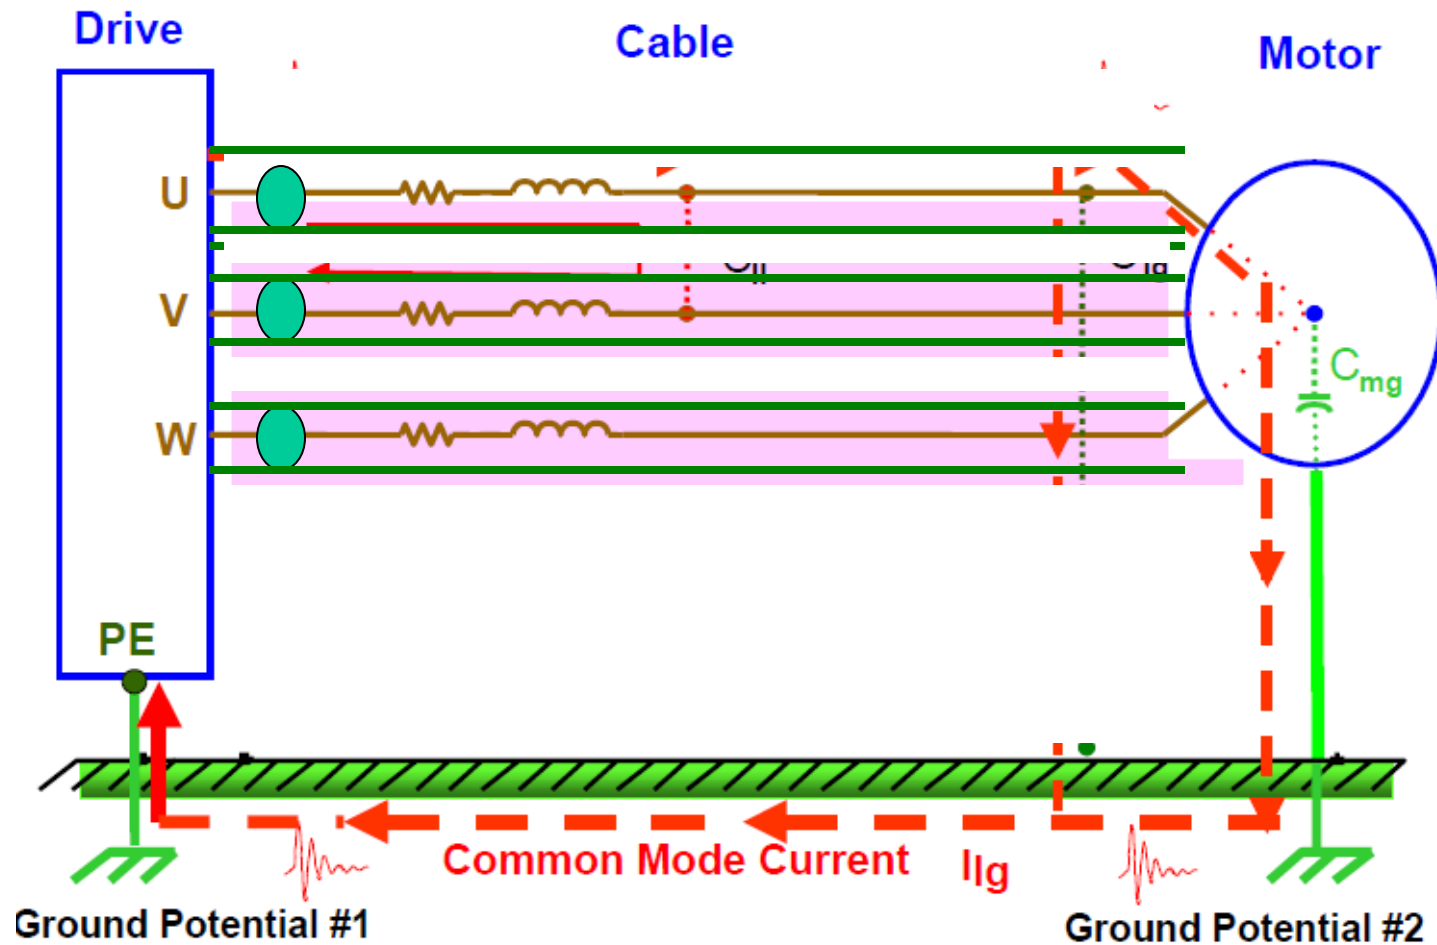 Drive
Cable
Motor
U
V
W
Cmg
PE
Common Mode Current Ilg
Ground Potential #1
Ground Potential #2